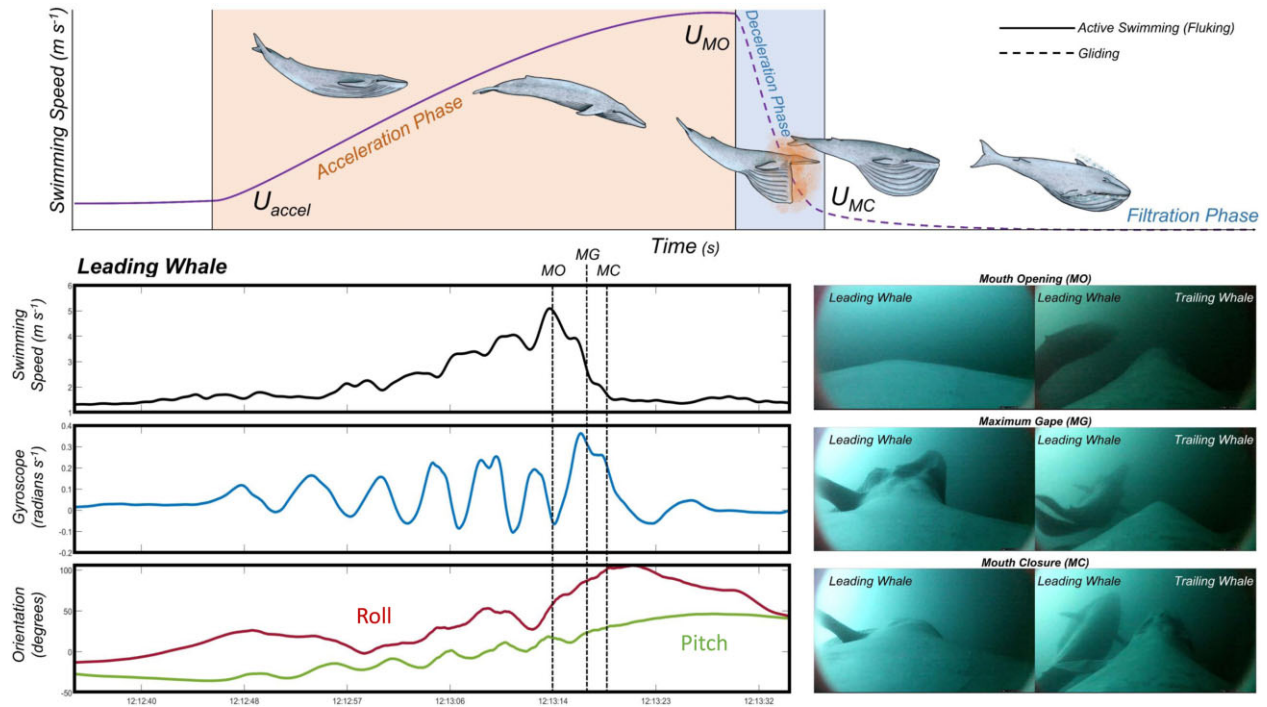 Swimming Speed (m s⁻¹)
Acceleration Phase
U_accel
U_MO
Deceleration Phase
U_MC
Filtration Phase
Active Swimming (Fluking)
Gliding
Time (s)
Leading Whale
MO
MG
MC
Swimming
Speed (m s⁻¹)
6
5
4
3
2
1
Gyroscope
(radians s⁻¹)
0.4
0.3
0.2
0.1
0
-0.1
-0.2
Orientation
(degrees)
100
50
0
-50
Roll
Pitch
12:12:40
12:12:48
12:12:57
12:13:06
12:13:14
12:13:23
12:13:32
Mouth Opening (MO)
Leading Whale
Leading Whale
Trailing Whale
Maximum Gape (MG)
Leading Whale
Leading Whale
Trailing Whale
Mouth Closure (MC)
Leading Whale
Leading Whale
Trailing Whale